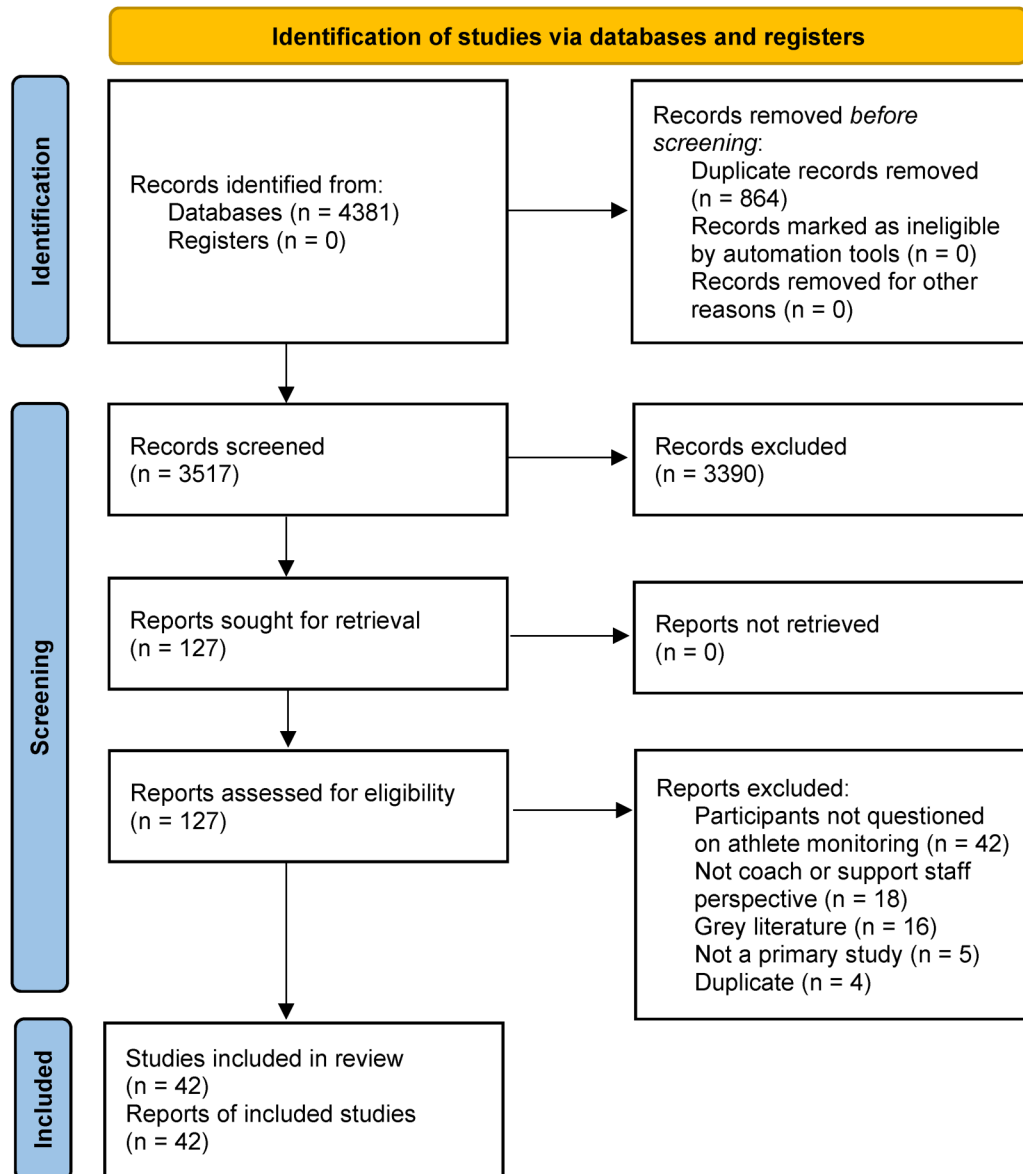 Identification of studies via databases and registers
Identification
Records identified from:
Databases (n = 4381)
Registers (n = 0)
Records removed before
screening:
Duplicate records removed
(n = 864)
Records marked as ineligible
by automation tools (n = 0)
Records removed for other
reasons (n = 0)
Screening
Records screened
(n = 3517)
Records excluded
(n = 3390)
Reports sought for retrieval
(n = 127)
Reports not retrieved
(n = 0)
Reports assessed for eligibility
(n = 127)
Reports excluded:
Participants not questioned
on athlete monitoring (n = 42)
Not coach or support staff
perspective (n = 18)
Grey literature (n = 16)
Not a primary study (n = 5)
Duplicate (n = 4)
Included
Studies included in review
(n = 42)
Reports of included studies
(n = 42)